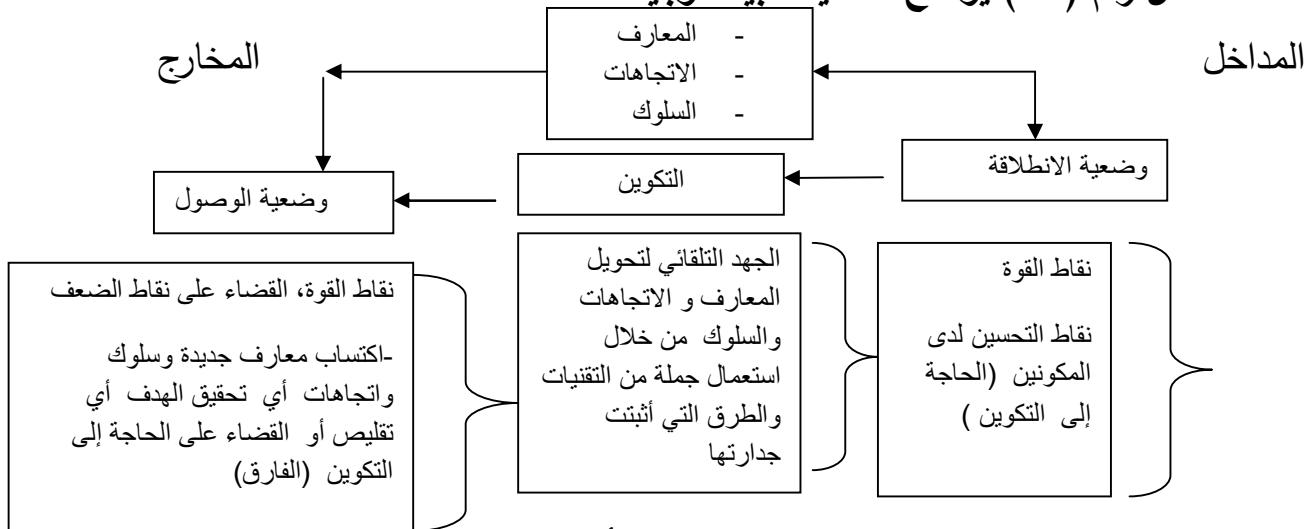 المداخل
- المعارف
- الاتجاهات
- السلوك
المخارج
وضعية الانطلاقة
التكوين
وضعية الوصول
نقاط القوة
نقاط التحسين لدى
المكونين (الحاجة
إلى التكوين )
الجهد التلقائي لتحويل
المعارف و الاتجاهات
والسلوك من خلال
استعمال جملة من التقنيات
والطرق التي أثبتت
جدارتها
نقاط القوة، القضاء على نقاط الضعف
-اكتساب معارف جديدة وسلوك
واتجاهات أي تحقيق الهدف أي
تقليص أو القضاء على الحاجة إلى
التكوين (الفارق)